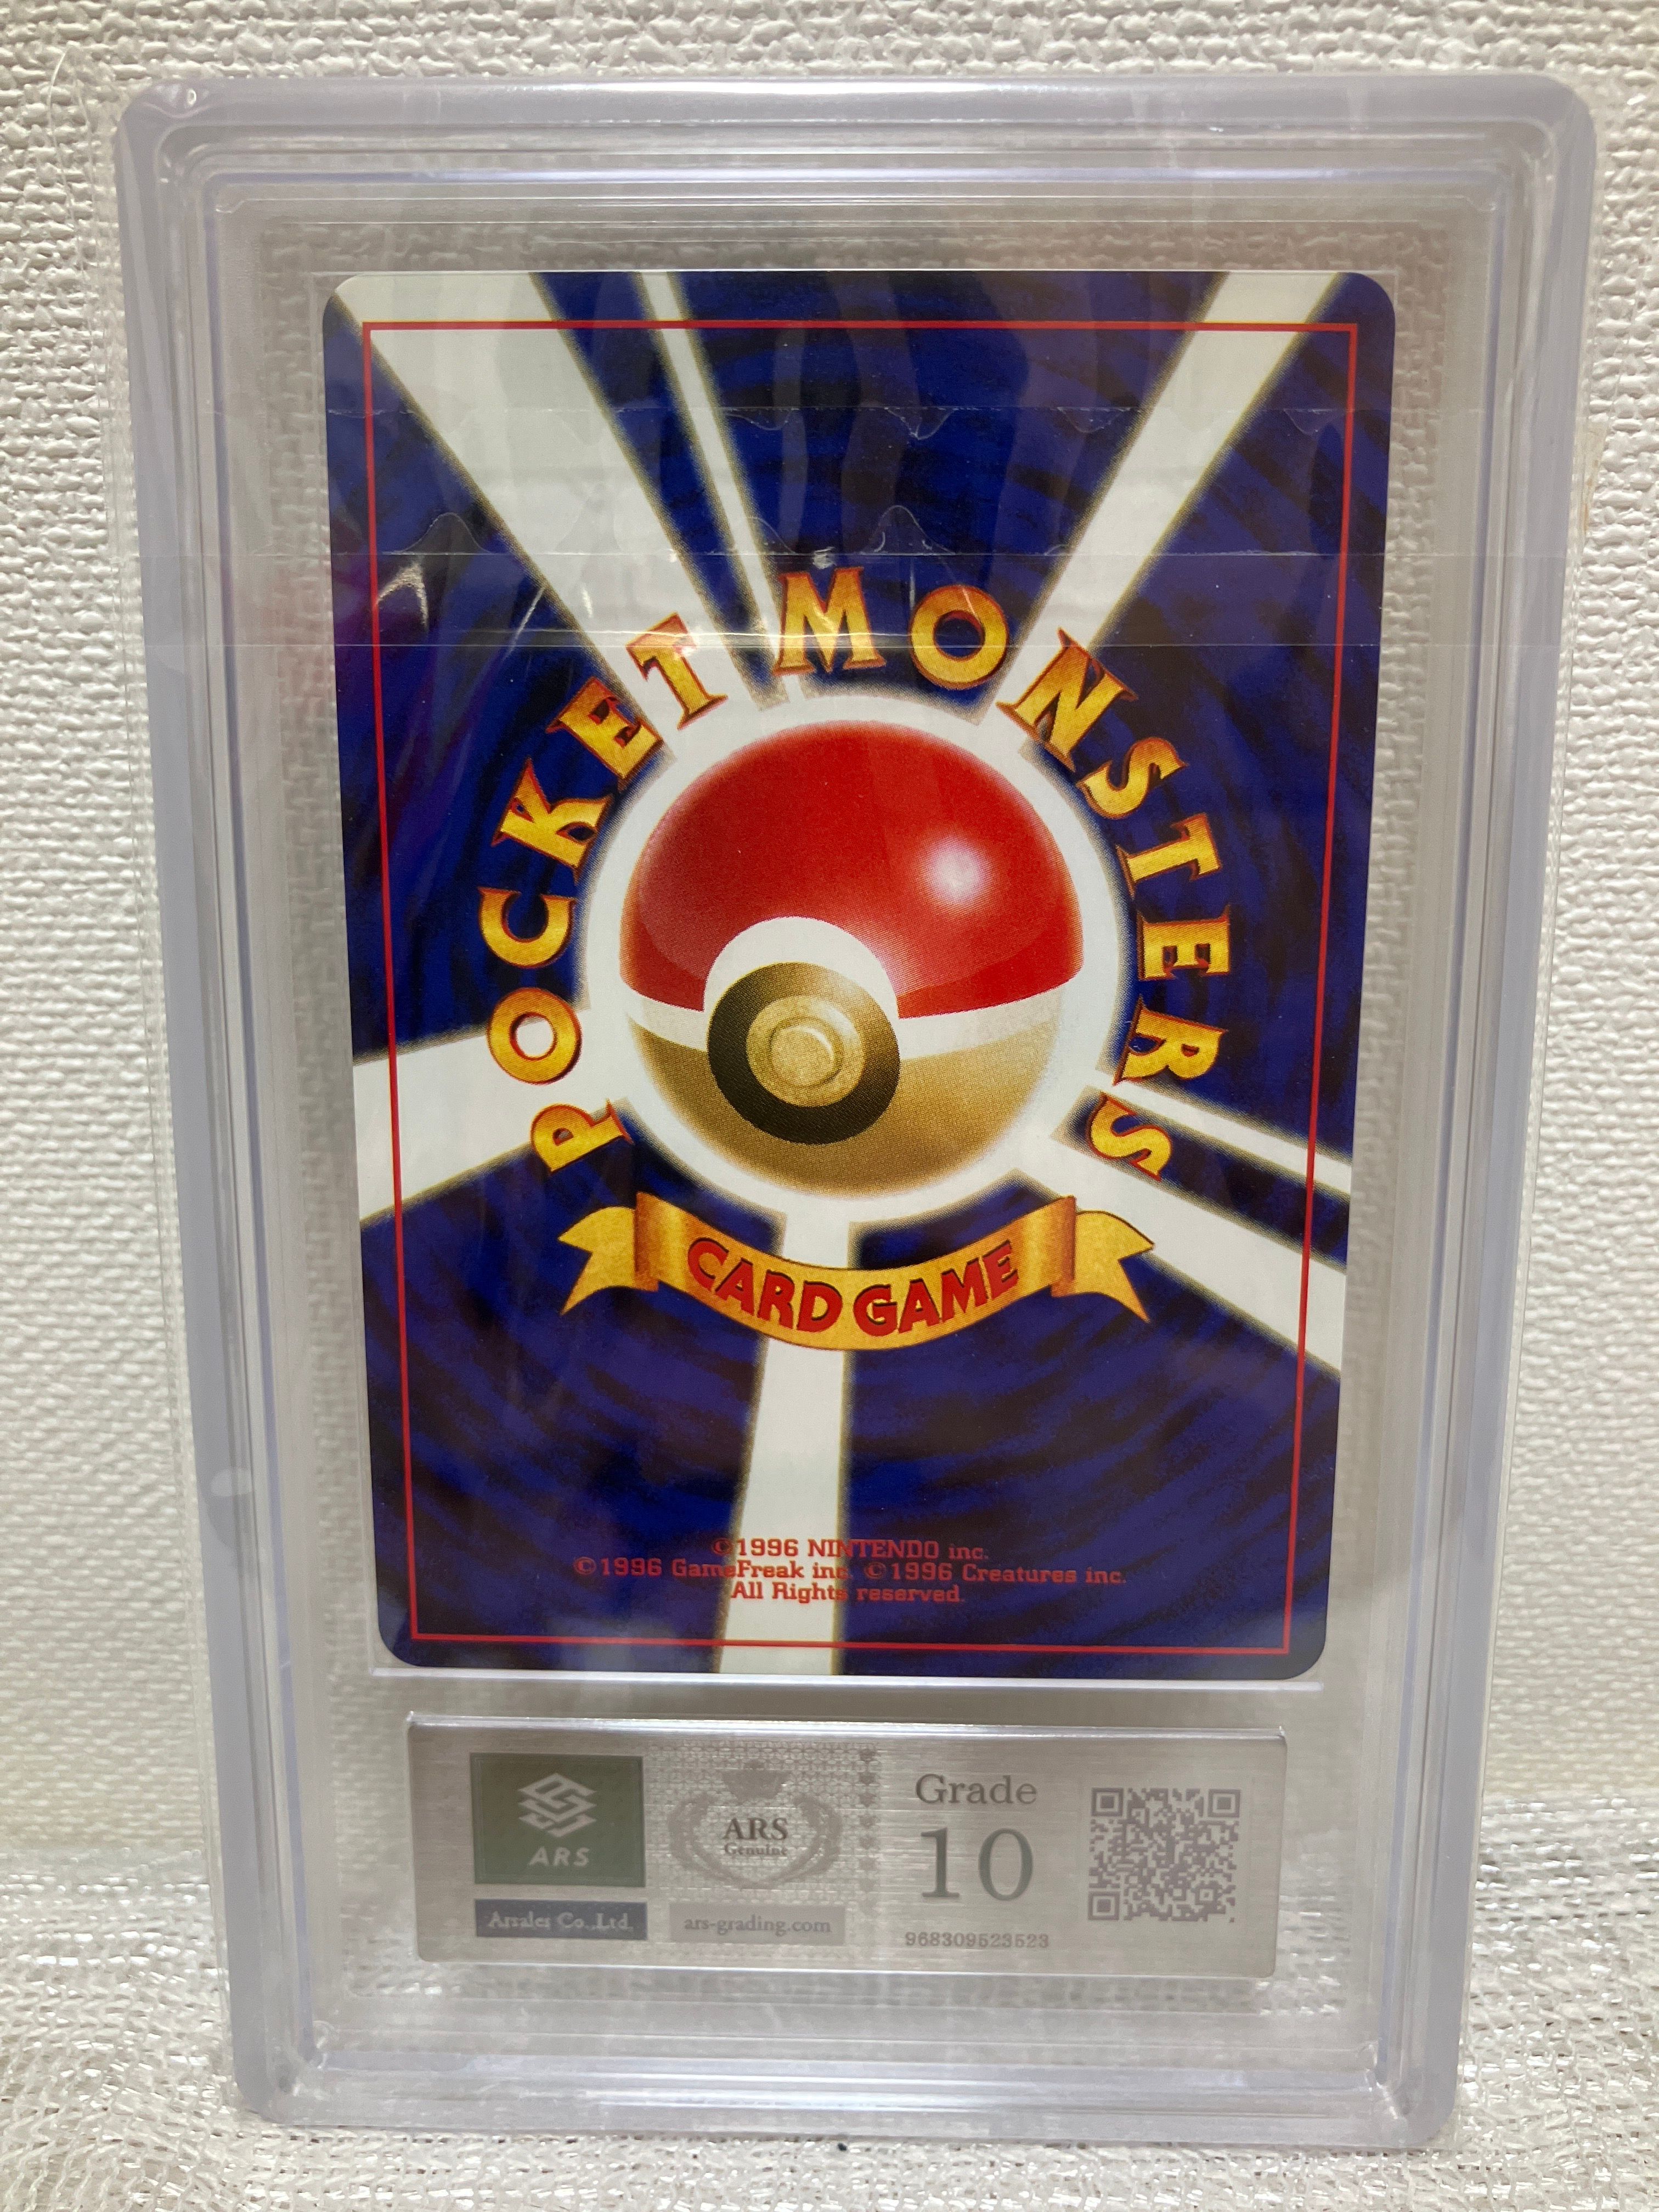 POCKET MONSTERS
CARD GAME
©1996 NINTENDO inc.
©1996 GameFreak inc. ©1996 Creatures inc.
All Rights reserved.
ARS
Arsales Co.,Ltd.
ARS
Genuine
ars-grading.com
Grade
10
968309523523